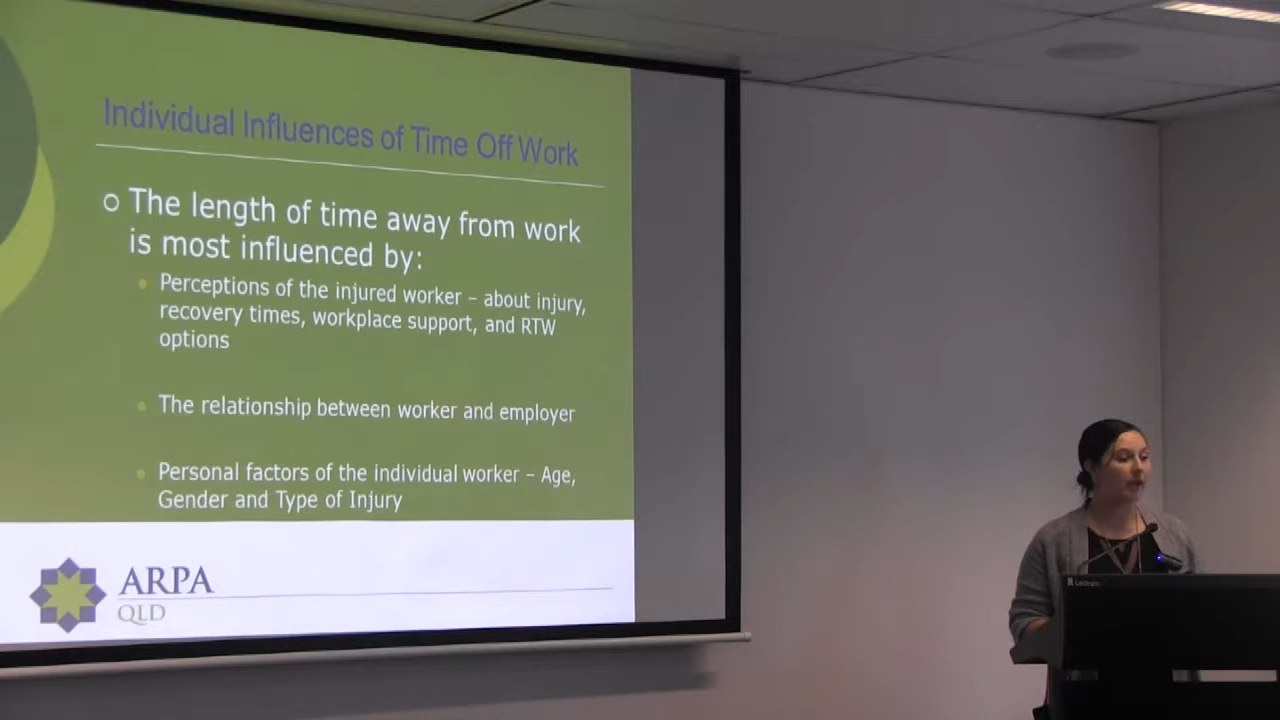 Individual Influences of Time Off Work
The length of time away from work
is most influenced by:
Perceptions of the injured worker – about injury,
recovery times, workplace support, and RTW
options
The relationship between worker and employer
Personal factors of the individual worker – Age,
Gender and Type of Injury
ARPA
QLD
Lectrum